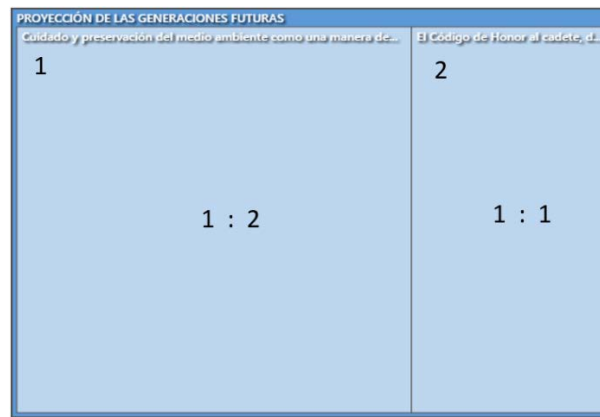 PROYECCIÓN DE LAS GENERACIONES FUTURAS
Cuidado y preservación del medio ambiente como una manera de...
El Código de Honor al cadete, d...
1
2
1 : 2
1 : 1